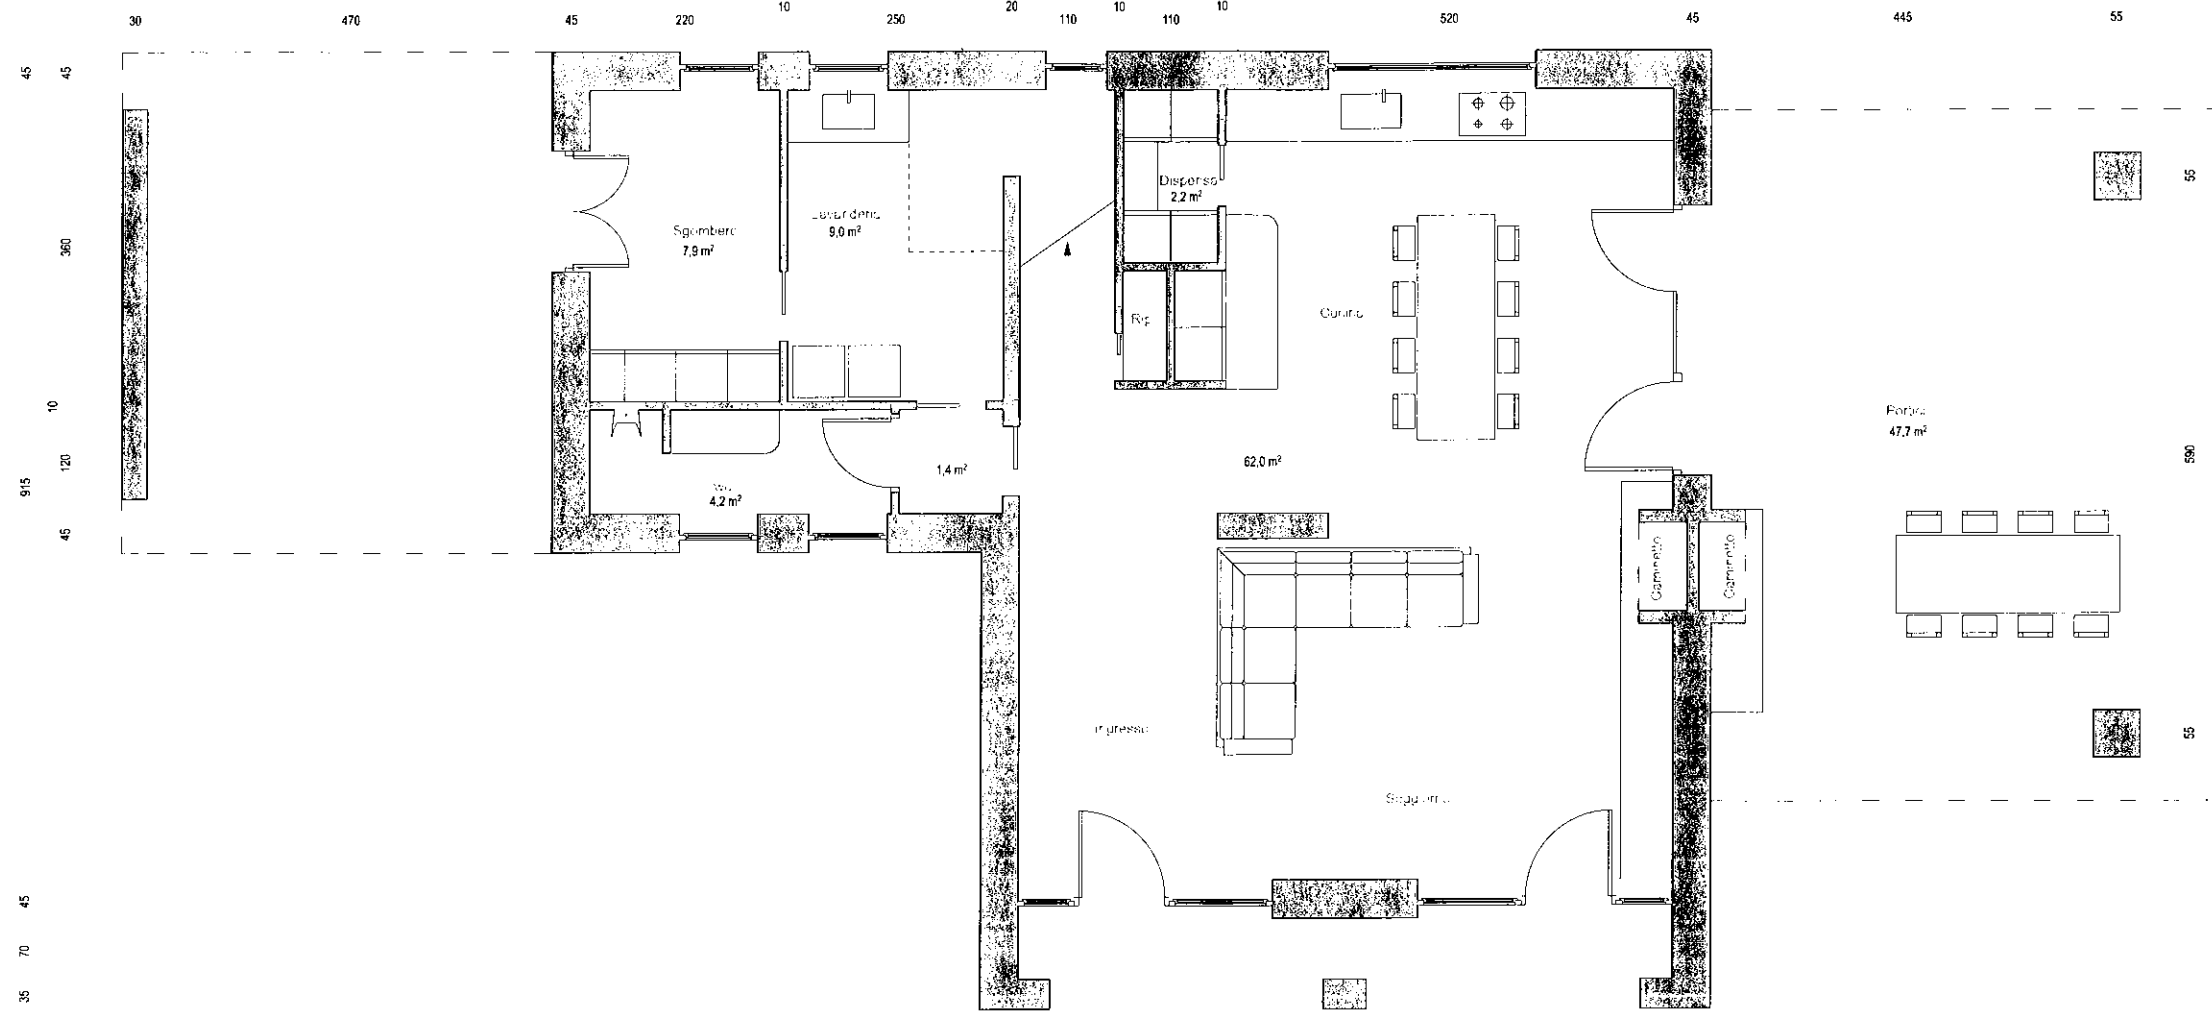 30 470 45 220 10 250 20 110 10 110 10 520 45 445 55
45 45
Dispensa
2,2 m²
55
Lavanderia
9,0 m²
Sgombero
7,9 m²
360
Rip
Cucina
10
Portico
47,7 m²
120
1,4 m²
62,0 m²
590
915
4,2 m²
45
Caminetto
Caminetto
Ingresso
55
Soggiorno
45
70
35